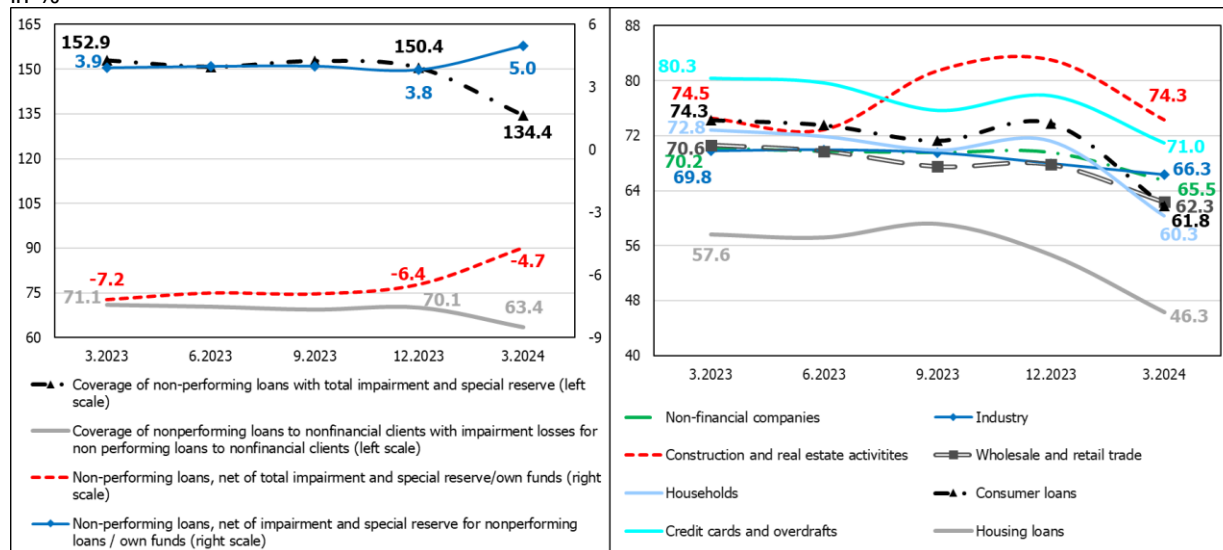 165
150
135
120
105
90
75
60
6
3
0
-3
-6
-9
152.9
3.9
150.4
3.8
5.0
134.4
-7.2
71.1
-6.4
70.1
-4.7
63.4
3.2023 6.2023 9.2023 12.2023 3.2024
Coverage of non-performing loans with total impairment and special reserve (left
scale)
Coverage of nonperforming loans to nonfinancial clients with impairment losses for
non performing loans to nonfinancial clients (left scale)
Non-performing loans, net of total impairment and special reserve/own funds (right
scale)
Non-performing loans, net of impairment and special reserve for nonperforming
loans / own funds (right scale)
88
80
72
64
56
48
40
80.3
74.5
74.3
72.8
70.6
70.2
69.8
57.6
74.3
71.0
66.3
65.5
62.3
61.8
60.3
46.3
3.2023 6.2023 9.2023 12.2023 3.2024
Non-financial companies
Industry
Construction and real estate activitites
Wholesale and retail trade
Households
Consumer loans
Credit cards and overdrafts
Housing loans